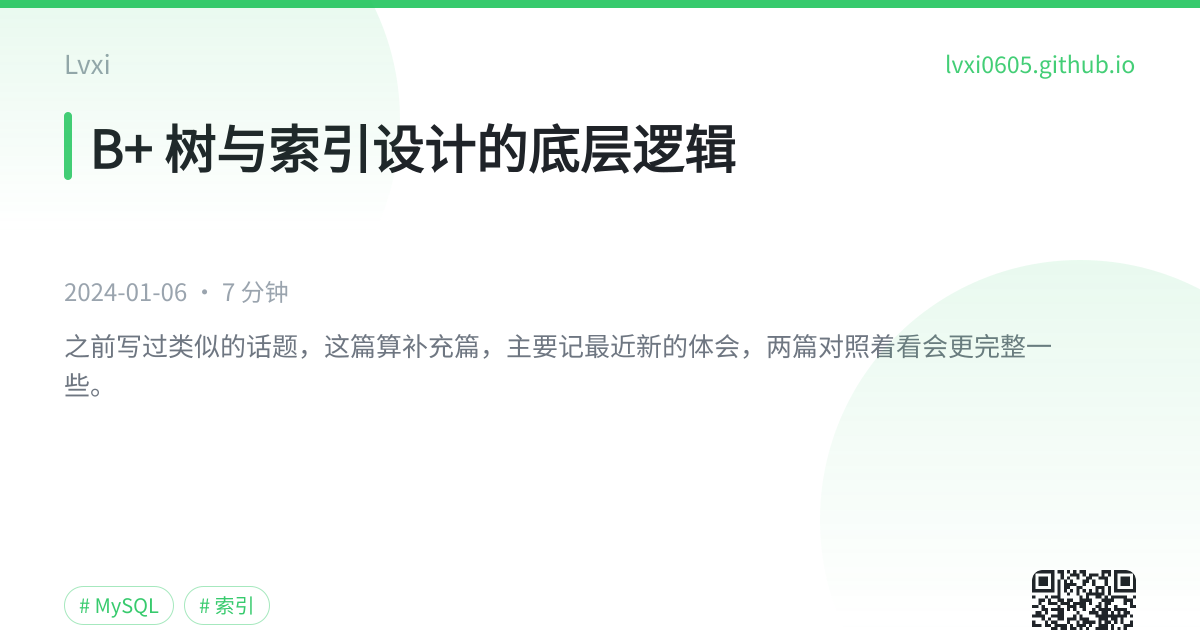 Lvxi
lvxi0605.github.io
B+ 树与索引设计的底层逻辑
2024-01-06 · 7 分钟
之前写过类似的话题，这篇算补充篇，主要记最近新的体会，两篇对照着看会更完整一
些。
# MySQL
# 索引